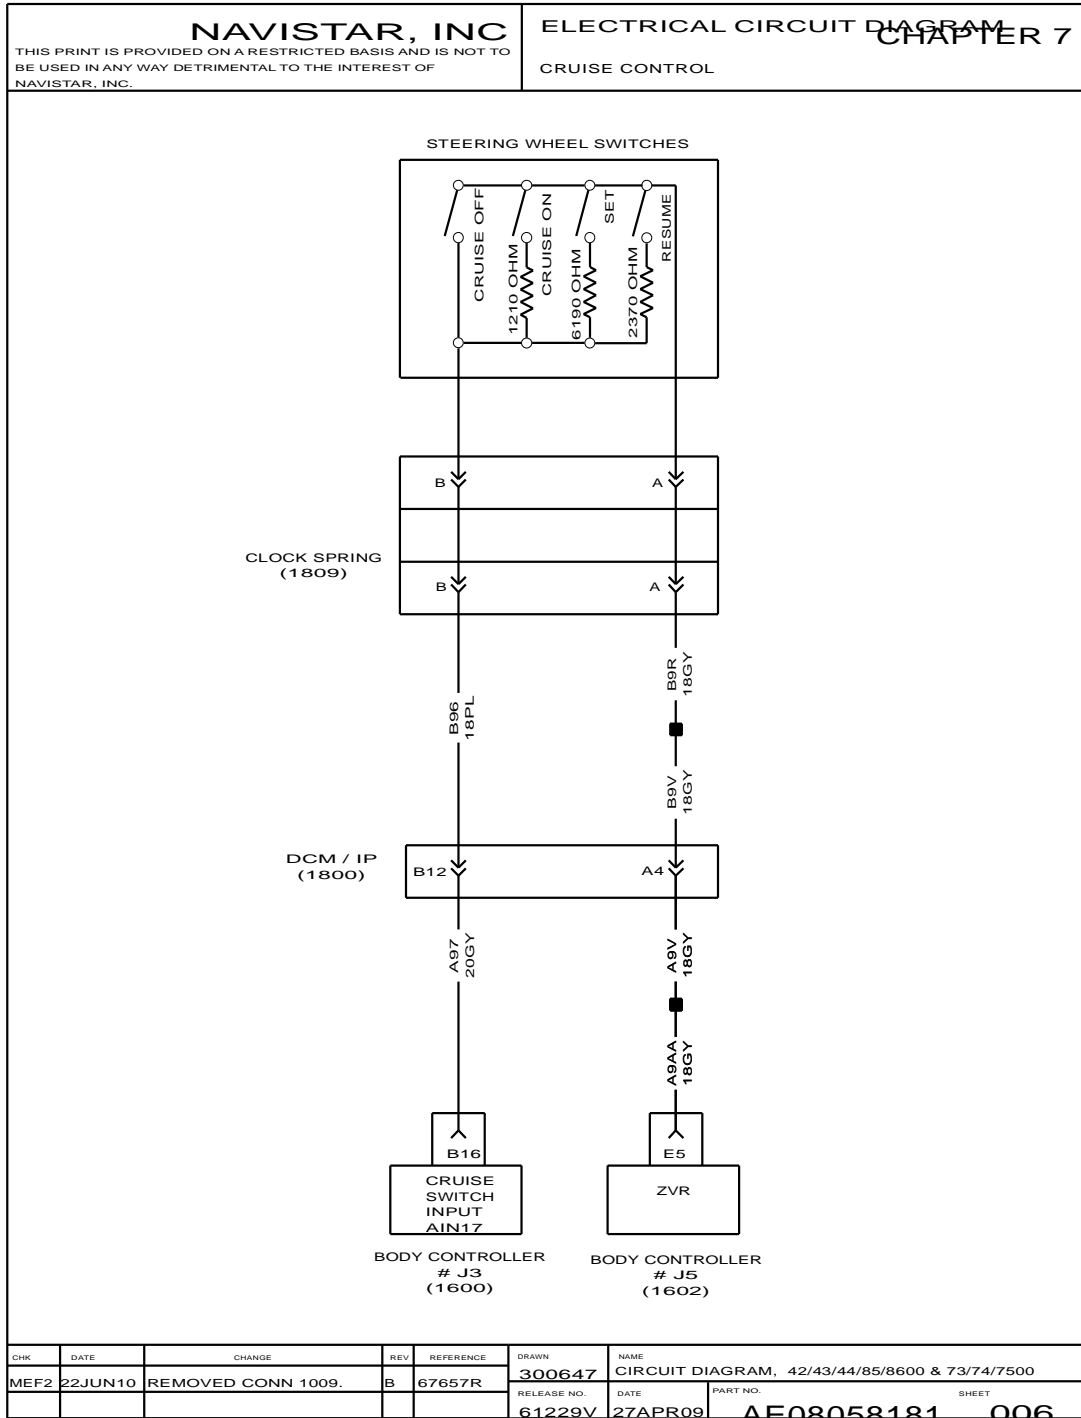 NAVISTAR, INC
THIS PRINT IS PROVIDED ON A RESTRICTED BASIS AND IS NOT TO
BE USED IN ANY WAY DETRIMENTAL TO THE INTEREST OF
NAVISTAR, INC.
ELECTRICAL CIRCUIT DIAGRAM
CHAPTER 7
CRUISE CONTROL
STEERING WHEEL SWITCHES
CRUISE OFF
1210 OHM
CRUISE ON
6190 OHM
SET
2370 OHM
RESUME
B
A
CLOCK SPRING
(1809)
B
A
B96
18PL
B9R
18GY
B9V
18GY
DCM / IP
(1800)
B12
A4
A97
20GY
A9V
18GY
A9AA
18GY
B16
E5
CRUISE
SWITCH
INPUT
AIN17
ZVR
BODY CONTROLLER
# J3
(1600)
BODY CONTROLLER
# J5
(1602)
CHK DATE CHANGE REV REFERENCE
MEF2 22JUN10 REMOVED CONN 1009. B 67657R
DRAWN
300647
NAME
CIRCUIT DIAGRAM, 42/43/44/85/8600 & 73/74/7500
RELEASE NO.
61229V
DATE
27APR09
PART NO.
AE08058181
SHEET
006